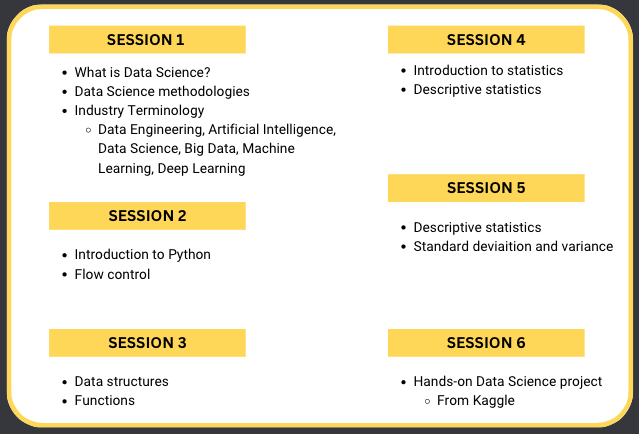 SESSION 1
What is Data Science?
Data Science methodologies
Industry Terminology
Data Engineering, Artificial Intelligence,
Data Science, Big Data, Machine
Learning, Deep Learning
SESSION 2
Introduction to Python
Flow control
SESSION 3
Data structures
Functions
SESSION 4
Introduction to statistics
Descriptive statistics
SESSION 5
Descriptive statistics
Standard deviaition and variance
SESSION 6
Hands-on Data Science project
From Kaggle